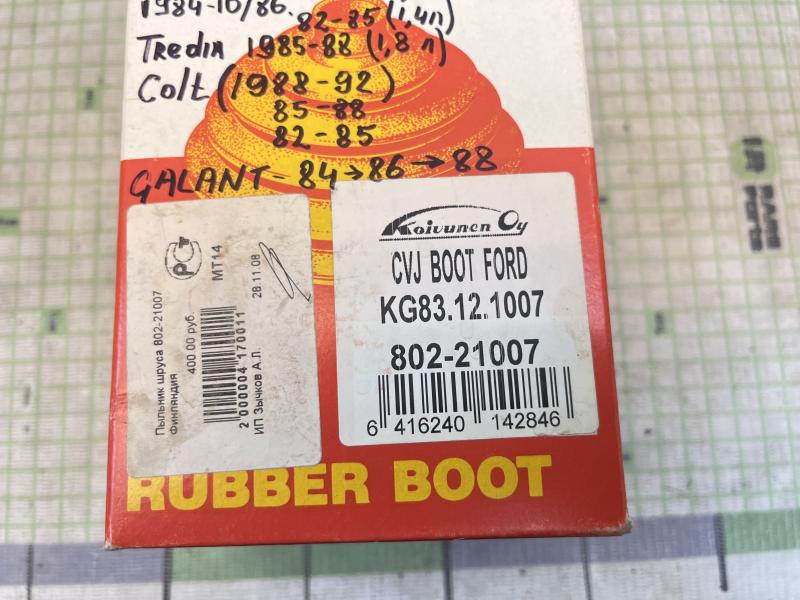 1984-10/86.
82-85 (1,4л)
Tredia 1985-88 (1,8 л)
Colt (1988-92)
85-88
82-85
GALANT - 84→86→88
Koivunen Oy
CVJ BOOT FORD
KG83.12.1007
802-21007
6 416240 142846
Пыльник шруса 802-21007
Финляндия
400.00 руб.
РСТ
МТ14
2 000004 170011
28.11.08
ИП Зычков А.Л.
RUBBER BOOT